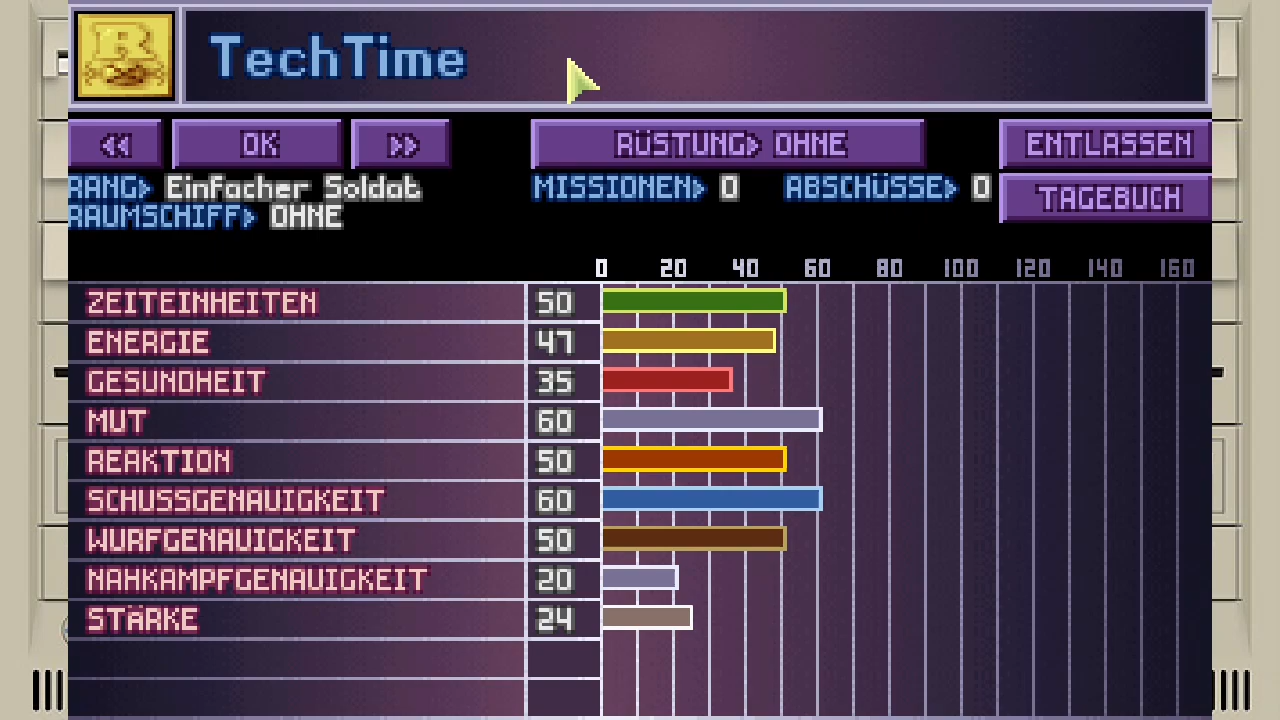 R
TechTime
OK
RÜSTUNG> OHNE
ENTLASSEN
RANG> Einfacher Soldat
MISSIONEN> 0
ABSCHÜSSE> 0
TAGEBUCH
RAUMSCHIFF> OHNE
0 20 40 60 80 100 120 140 160
ZEITEINHEITEN 50
ENERGIE 47
GESUNDHEIT 35
MUT 60
REAKTION 50
SCHUSSGENAUIGKEIT 60
WURFGENAUIGKEIT 50
NAHKAMPFGENAUIGKEIT 20
STÄRKE 24